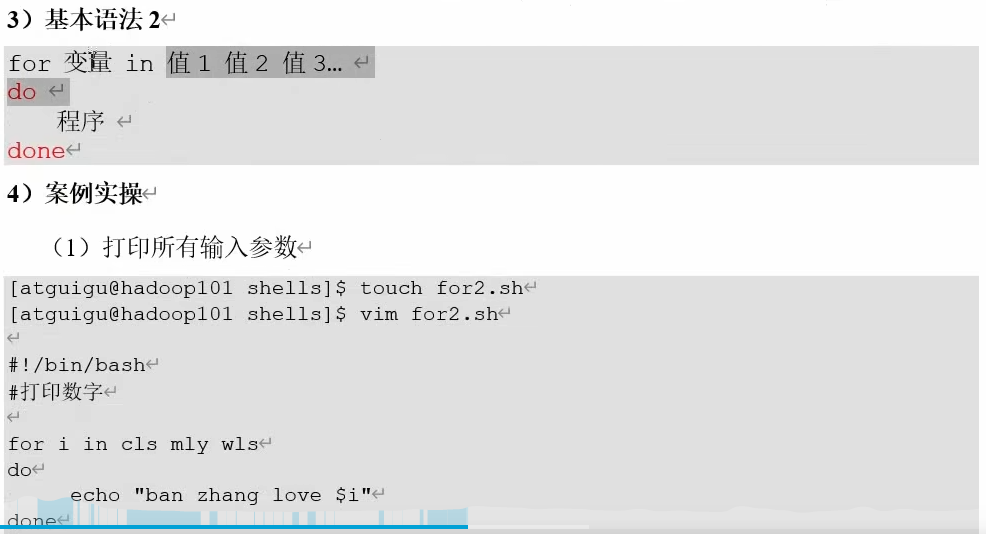 3）基本语法 2↵
for 变量 in 值 1 值 2 值 3… ↵
do ↵
程序 ↵
done↵
4）案例实操↵
（1）打印所有输入参数↵
[atguigu@hadoop101 shells]$ touch for2.sh↵
[atguigu@hadoop101 shells]$ vim for2.sh↵
↵
#!/bin/bash↵
#打印数字↵
↵
for i in cls mly wls↵
do↵
echo "ban zhang love $i"↵
done↵